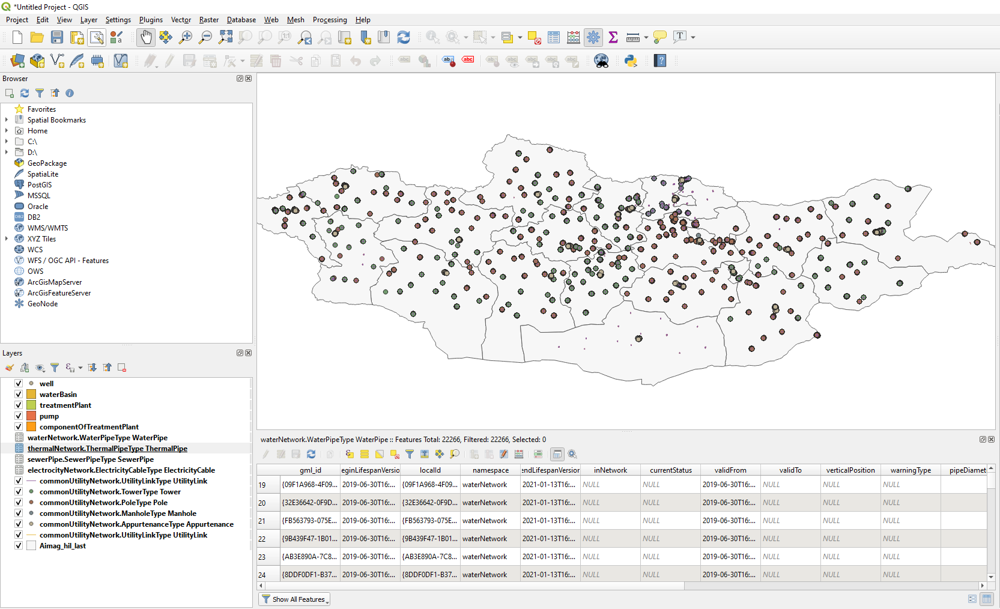 *Untitled Project - QGIS
Project Edit View Layer Settings Plugins Vector Raster Database Web Mesh Processing Help
Browser
Favorites
Spatial Bookmarks
Home
C:\
D:\
GeoPackage
SpatiaLite
PostGIS
MSSQL
Oracle
DB2
WMS/WMTS
XYZ Tiles
WCS
WFS / OGC API - Features
OWS
ArcGisMapServer
ArcGisFeatureServer
GeoNode
Layers
well
waterBasin
treatmentPlant
pump
componentOfTreatmentPlant
waterNetwork.WaterPipeType WaterPipe
thermalNetwork.ThermalPipeType ThermalPipe
sewerPipe.SewerPipeType SewerPipe
electrocityNetwork.ElectricityCableType ElectricityCable
commonUtilityNetwork.UtilityLinkType UtilityLink
commonUtilityNetwork.TowerType Tower
commonUtilityNetwork.PoleType Pole
commonUtilityNetwork.ManholeType Manhole
commonUtilityNetwork.AppurtenanceType Appurtenance
commonUtilityNetwork.UtilityLinkType UtilityLink
Aimag_hil_last
waterNetwork.WaterPipeType WaterPipe :: Features Total: 22266, Filtered: 22266, Selected: 0
gml_id eginLifespanVersio localId namespace endLifespanVersion inNetwork currentStatus validFrom validTo verticalPosition warningType pipeDiamet
19 {09F1A968-4F09... 2019-06-30T16:... {09F1A968-4F09... waterNetwork 2021-01-13T16:... NULL NULL 2019-06-30T16:... NULL NULL NULL
20 {32E36642-0F9D... 2019-06-30T16:... {32E36642-0F9D... waterNetwork 2021-01-13T16:... NULL NULL 2019-06-30T16:... NULL NULL NULL
21 {FB563793-075E... 2019-06-30T16:... {FB563793-075E... waterNetwork 2021-01-13T16:... NULL NULL 2019-06-30T16:... NULL NULL NULL
22 {9B439F47-1B01... 2019-06-30T16:... {9B439F47-1B01... waterNetwork 2021-01-13T16:... NULL NULL 2019-06-30T16:... NULL NULL NULL
23 {AB3E890A-7C8... 2019-06-30T16:... {AB3E890A-7C8... waterNetwork 2021-01-13T16:... NULL NULL 2019-06-30T16:... NULL NULL NULL
24 {8DDF0DF1-B37... 2019-06-30T16:... {8DDF0DF1-B37... waterNetwork 2021-01-13T16:... NULL NULL 2019-06-30T16:... NULL NULL NULL
Show All Features